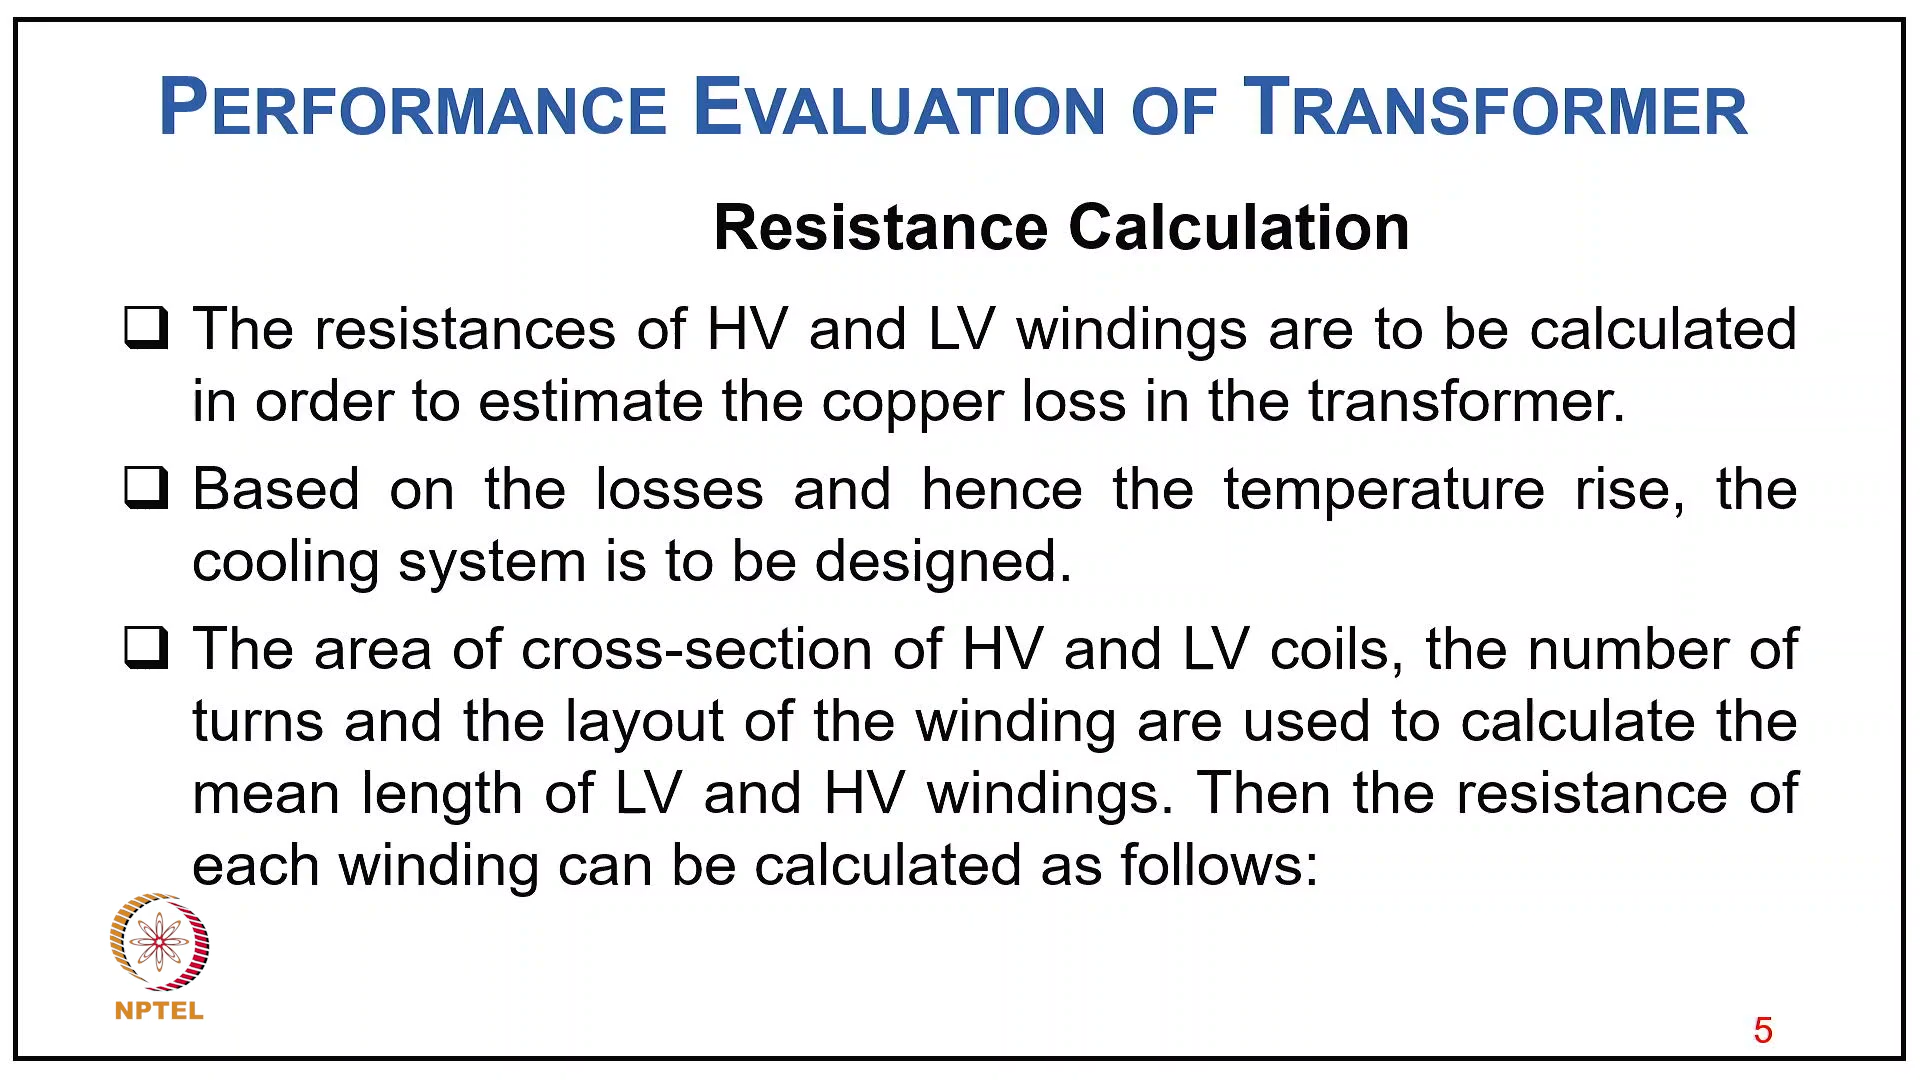 PERFORMANCE EVALUATION OF TRANSFORMER
Resistance Calculation
❑ The resistances of HV and LV windings are to be calculated
in order to estimate the copper loss in the transformer.
❑ Based on the losses and hence the temperature rise, the
cooling system is to be designed.
❑ The area of cross-section of HV and LV coils, the number of
turns and the layout of the winding are used to calculate the
mean length of LV and HV windings. Then the resistance of
each winding can be calculated as follows:
NPTEL
5